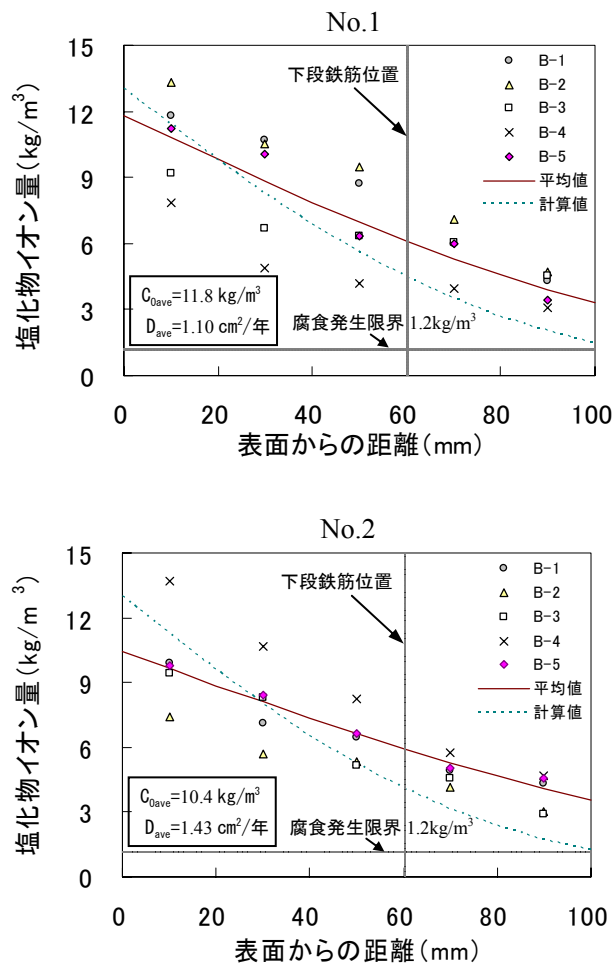 No.1
15
12
9
6
3
0
塩化物イオン量(kg/m³)
下段鉄筋位置
B-1
B-2
B-3
B-4
B-5
平均値
計算値
C0ave=11.8 kg/m³
Dave=1.10 cm²/年
腐食発生限界 1.2kg/m³
0 20 40 60 80 100
表面からの距離(mm)
No.2
15
12
9
6
3
0
塩化物イオン量(kg/m³)
下段鉄筋位置
B-1
B-2
B-3
B-4
B-5
平均値
計算値
C0ave=10.4 kg/m³
Dave=1.43 cm²/年
腐食発生限界 1.2kg/m³
0 20 40 60 80 100
表面からの距離(mm)